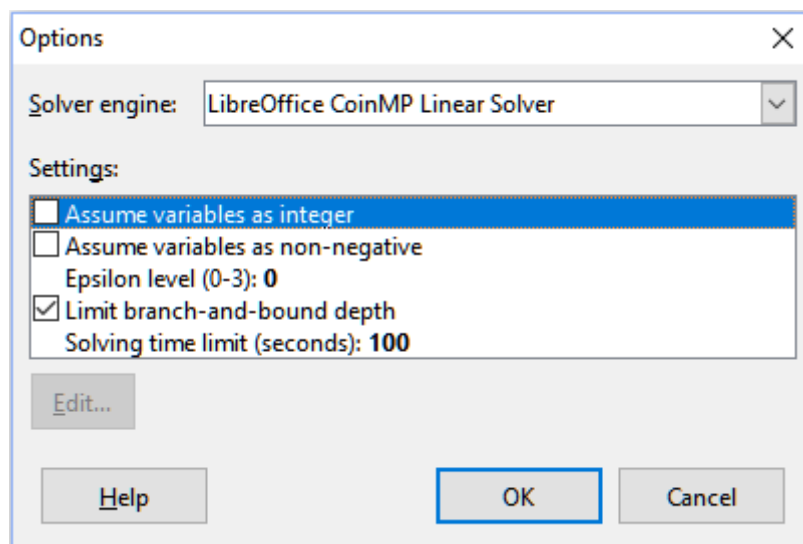 Options
Solver engine: LibreOffice CoinMP Linear Solver
Settings:
Assume variables as integer
Assume variables as non-negative
Epsilon level (0-3): 0
Limit branch-and-bound depth
Solving time limit (seconds): 100
Edit...
Help OK Cancel